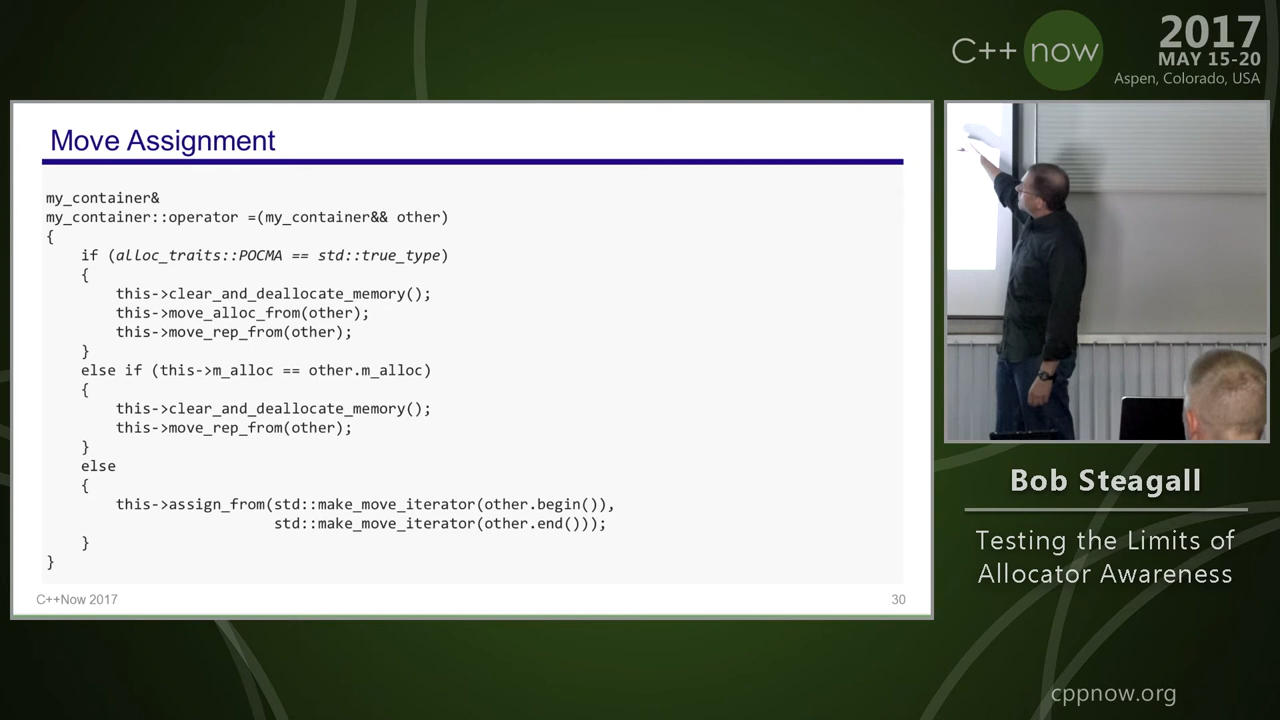 C++ now
2017
MAY 15-20
Aspen, Colorado, USA
Move Assignment
my_container&
my_container::operator =(my_container&& other)
{
    if (alloc_traits::POCMA == std::true_type)
    {
        this->clear_and_deallocate_memory();
        this->move_alloc_from(other);
        this->move_rep_from(other);
    }
    else if (this->m_alloc == other.m_alloc)
    {
        this->clear_and_deallocate_memory();
        this->move_rep_from(other);
    }
    else
    {
        this->assign_from(std::make_move_iterator(other.begin()),
                          std::make_move_iterator(other.end()));
    }
}
C++Now 2017
30
Bob Steagall
Testing the Limits of
Allocator Awareness
cppnow.org